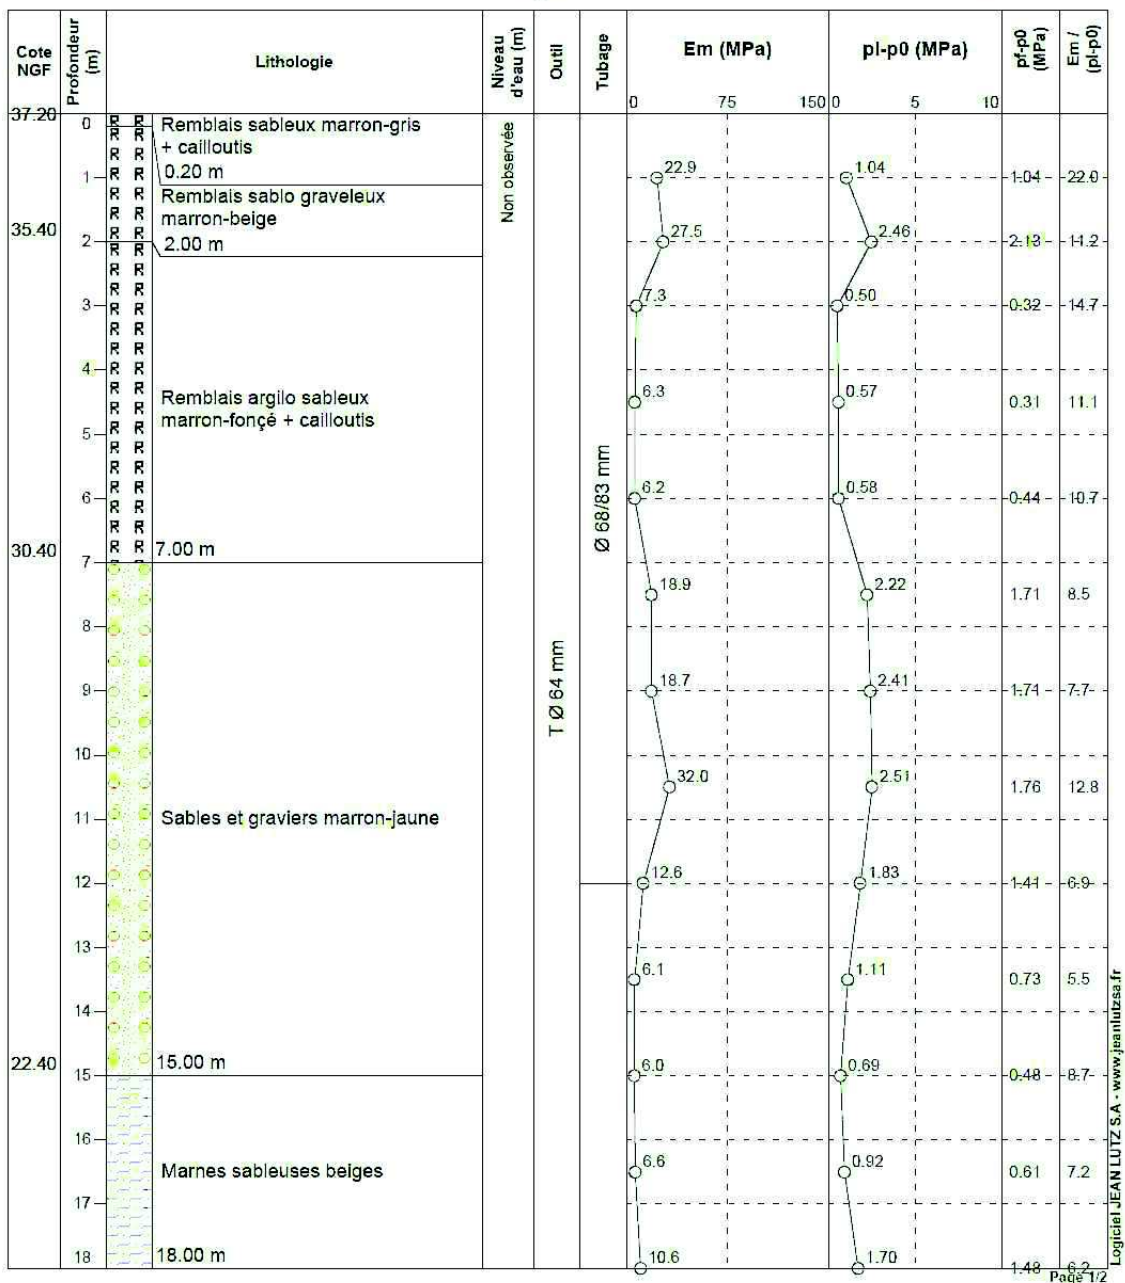 Cote NGF
Profondeur (m)
Lithologie
Niveau d'eau (m)
Outil
Tubage
Em (MPa)
0 75 150
pl-p0 (MPa)
0 5 10
pf-p0 (MPa)
Em / (pl-p0)
37.20
0
Remblais sableux marron-gris
+ cailloutis
0.20 m
Non observée
1
22.9 1.04 1.04 22.0
Remblais sablo graveleux
marron-beige
35.40
2.00 m
2
27.5 2.46 2.13 11.2
3
7.3 0.50 0.32 14.7
4
Remblais argilo sableux
marron-fonçé + cailloutis
6.3 0.57 0.31 11.1
5
Ø 68/83 mm
6
6.2 0.58 0.44 10.7
30.40
7.00 m
7
18.9 2.22 1.71 8.5
8
9
18.7 2.41 1.71 7.7
T Ø 64 mm
10
32.0 2.51 1.76 12.8
11
Sables et graviers marron-jaune
12
12.6 1.83 1.41 6.9
13
6.1 1.11 0.73 5.5
14
22.40
15.00 m
15
6.0 0.69 0.48 8.7
16
Marnes sableuses beiges
6.6 0.92 0.61 7.2
17
18
18.00 m
10.6 1.70 1.48 6.2
Logiciel JEAN LUTZ S.A - www.jeanlutzsa.fr
Page 1/2